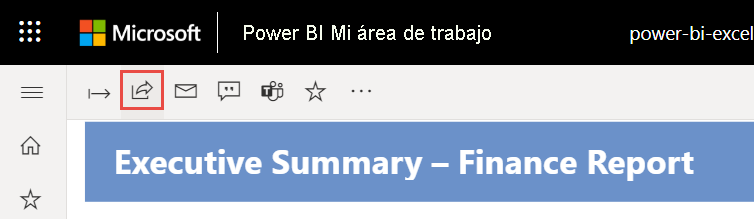 Microsoft Power BI Mi área de trabajo power-bi-excel
Executive Summary – Finance Report